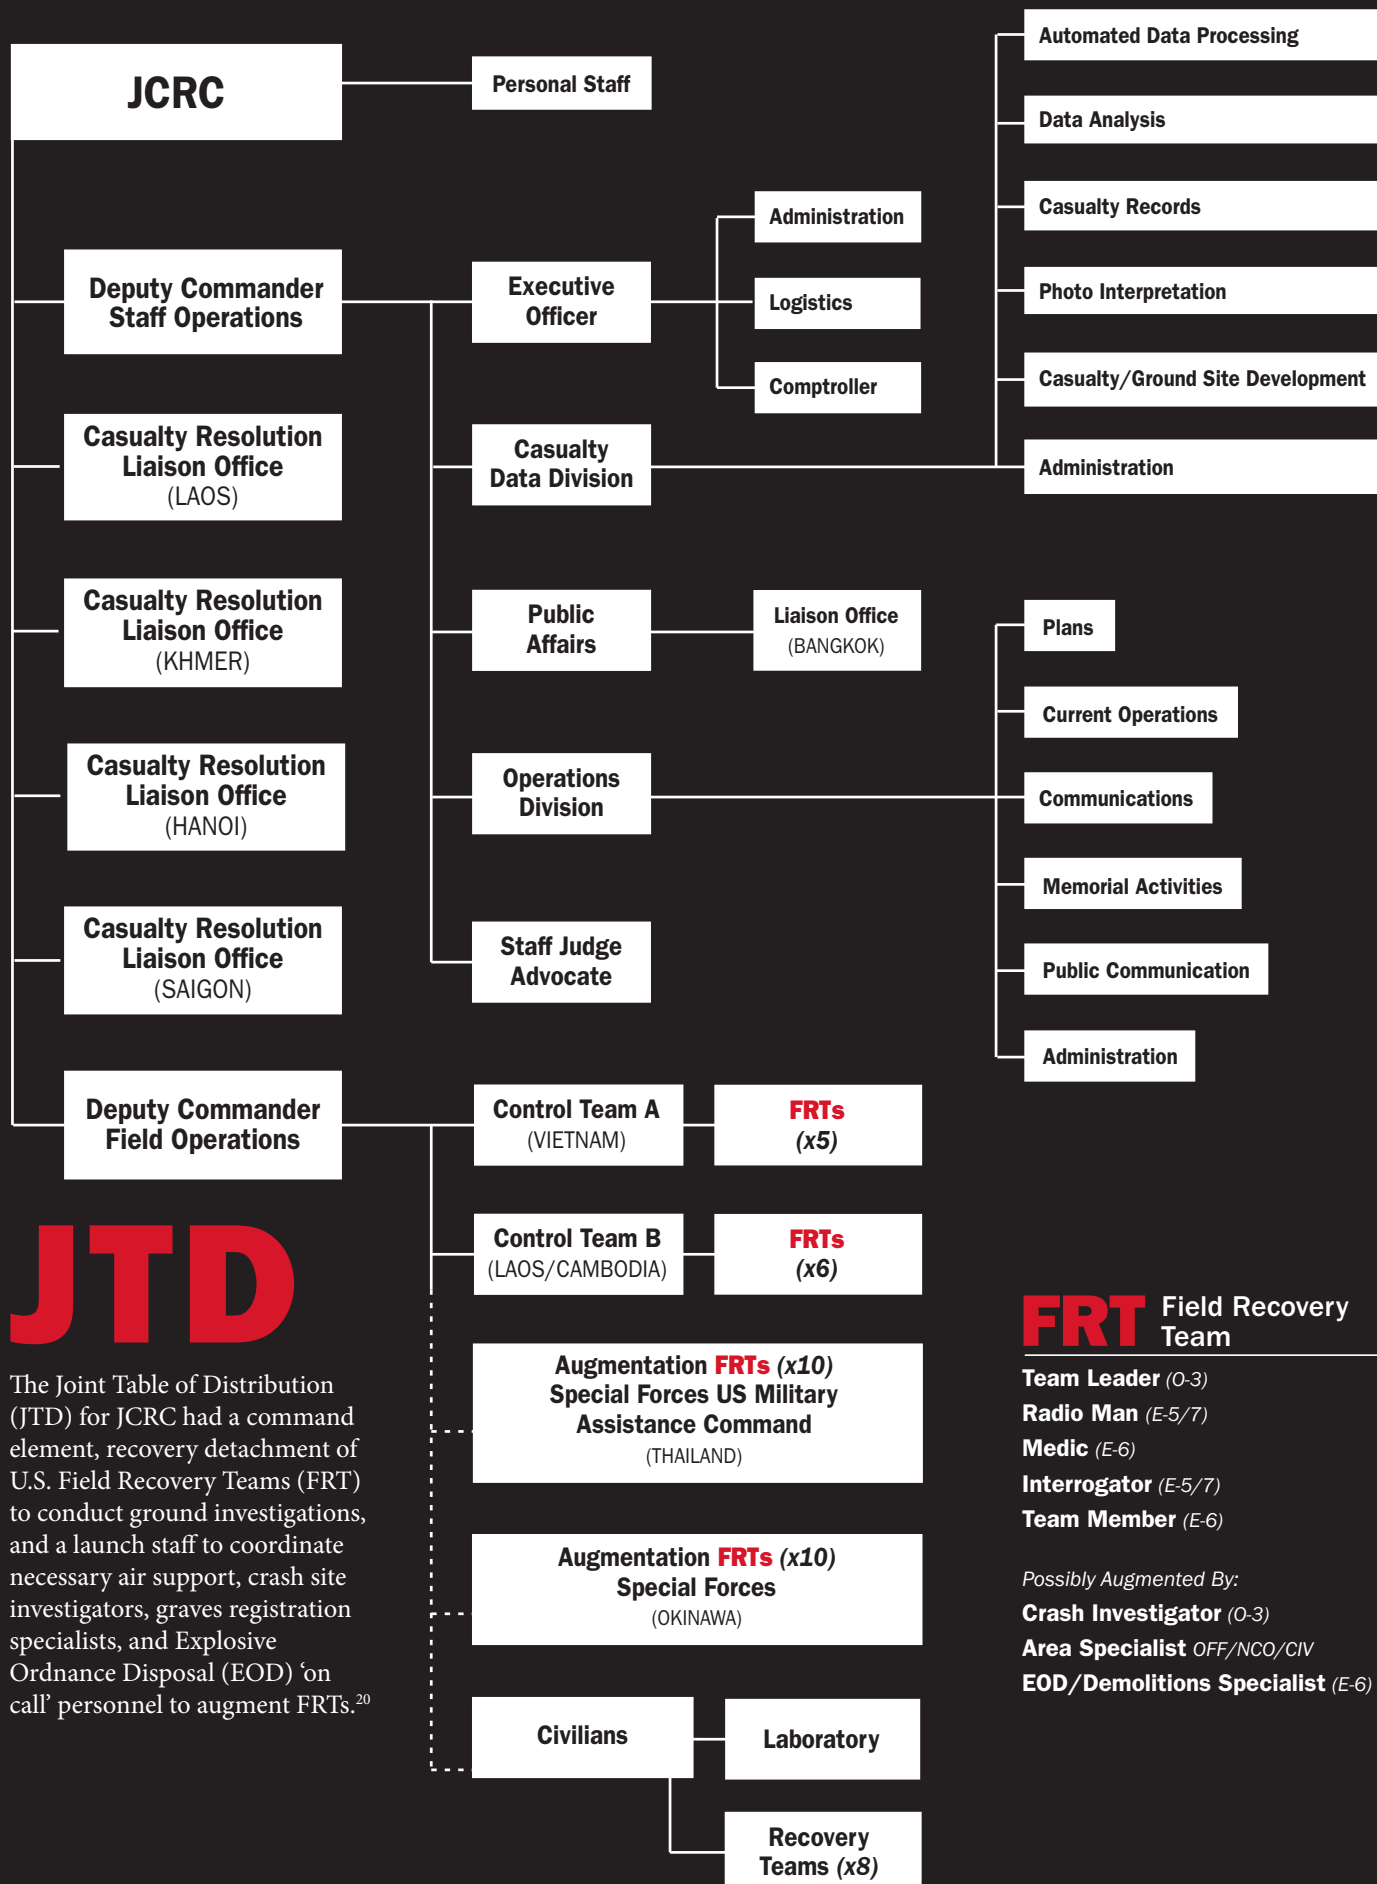 JCRC
Personal Staff
Deputy Commander
Staff Operations
Executive
Officer
Administration
Logistics
Comptroller
Casualty
Data Division
Automated Data Processing
Data Analysis
Casualty Records
Photo Interpretation
Casualty/Ground Site Development
Administration
Public
Affairs
Liaison Office
(BANGKOK)
Operations
Division
Plans
Current Operations
Communications
Memorial Activities
Public Communication
Administration
Staff Judge
Advocate
Casualty Resolution
Liaison Office
(LAOS)
Casualty Resolution
Liaison Office
(KHMER)
Casualty Resolution
Liaison Office
(HANOI)
Casualty Resolution
Liaison Office
(SAIGON)
Deputy Commander
Field Operations
Control Team A
(VIETNAM)
FRTs
(x5)
Control Team B
(LAOS/CAMBODIA)
FRTs
(x6)
Augmentation FRTs (x10)
Special Forces US Military
Assistance Command
(THAILAND)
Augmentation FRTs (x10)
Special Forces
(OKINAWA)
Civilians
Laboratory
Recovery
Teams (x8)
JTD
The Joint Table of Distribution
(JTD) for JCRC had a command
element, recovery detachment of
U.S. Field Recovery Teams (FRT)
to conduct ground investigations,
and a launch staff to coordinate
necessary air support, crash site
investigators, graves registration
specialists, and Explosive
Ordnance Disposal (EOD) ‘on
call’ personnel to augment FRTs.20
FRT Field Recovery
Team
Team Leader (O-3)
Radio Man (E-5/7)
Medic (E-6)
Interrogator (E-5/7)
Team Member (E-6)
Possibly Augmented By:
Crash Investigator (O-3)
Area Specialist OFF/NCO/CIV
EOD/Demolitions Specialist (E-6)